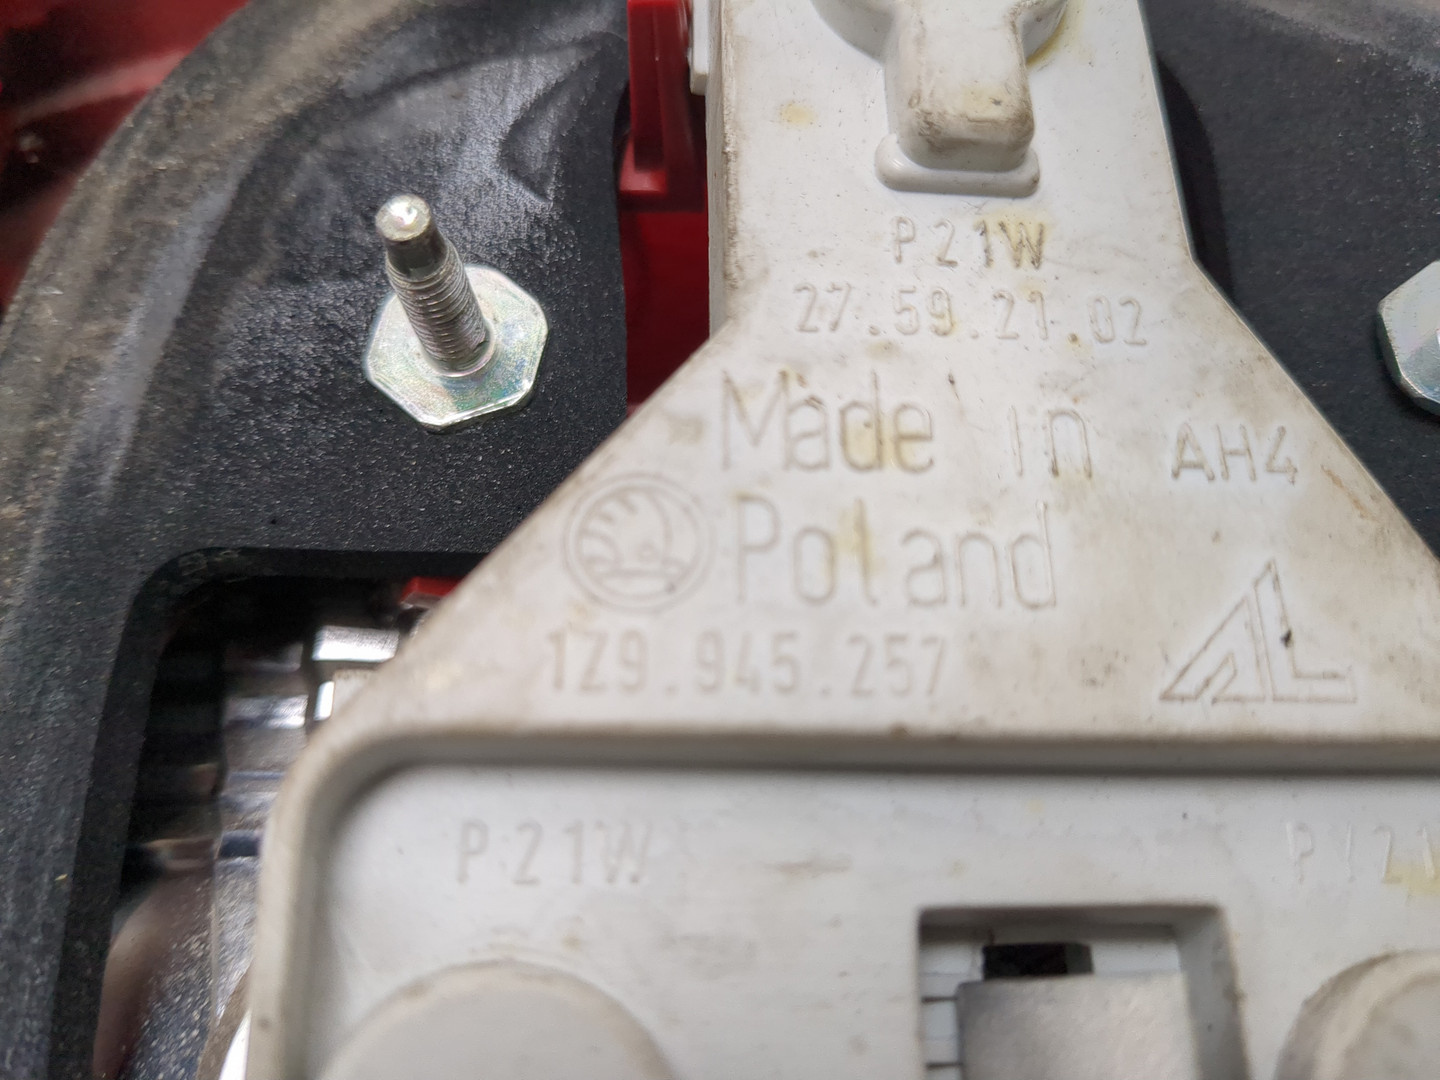 P21W
27.59.21.02
Made in
AH4
Poland
1Z9.945.257
P21W